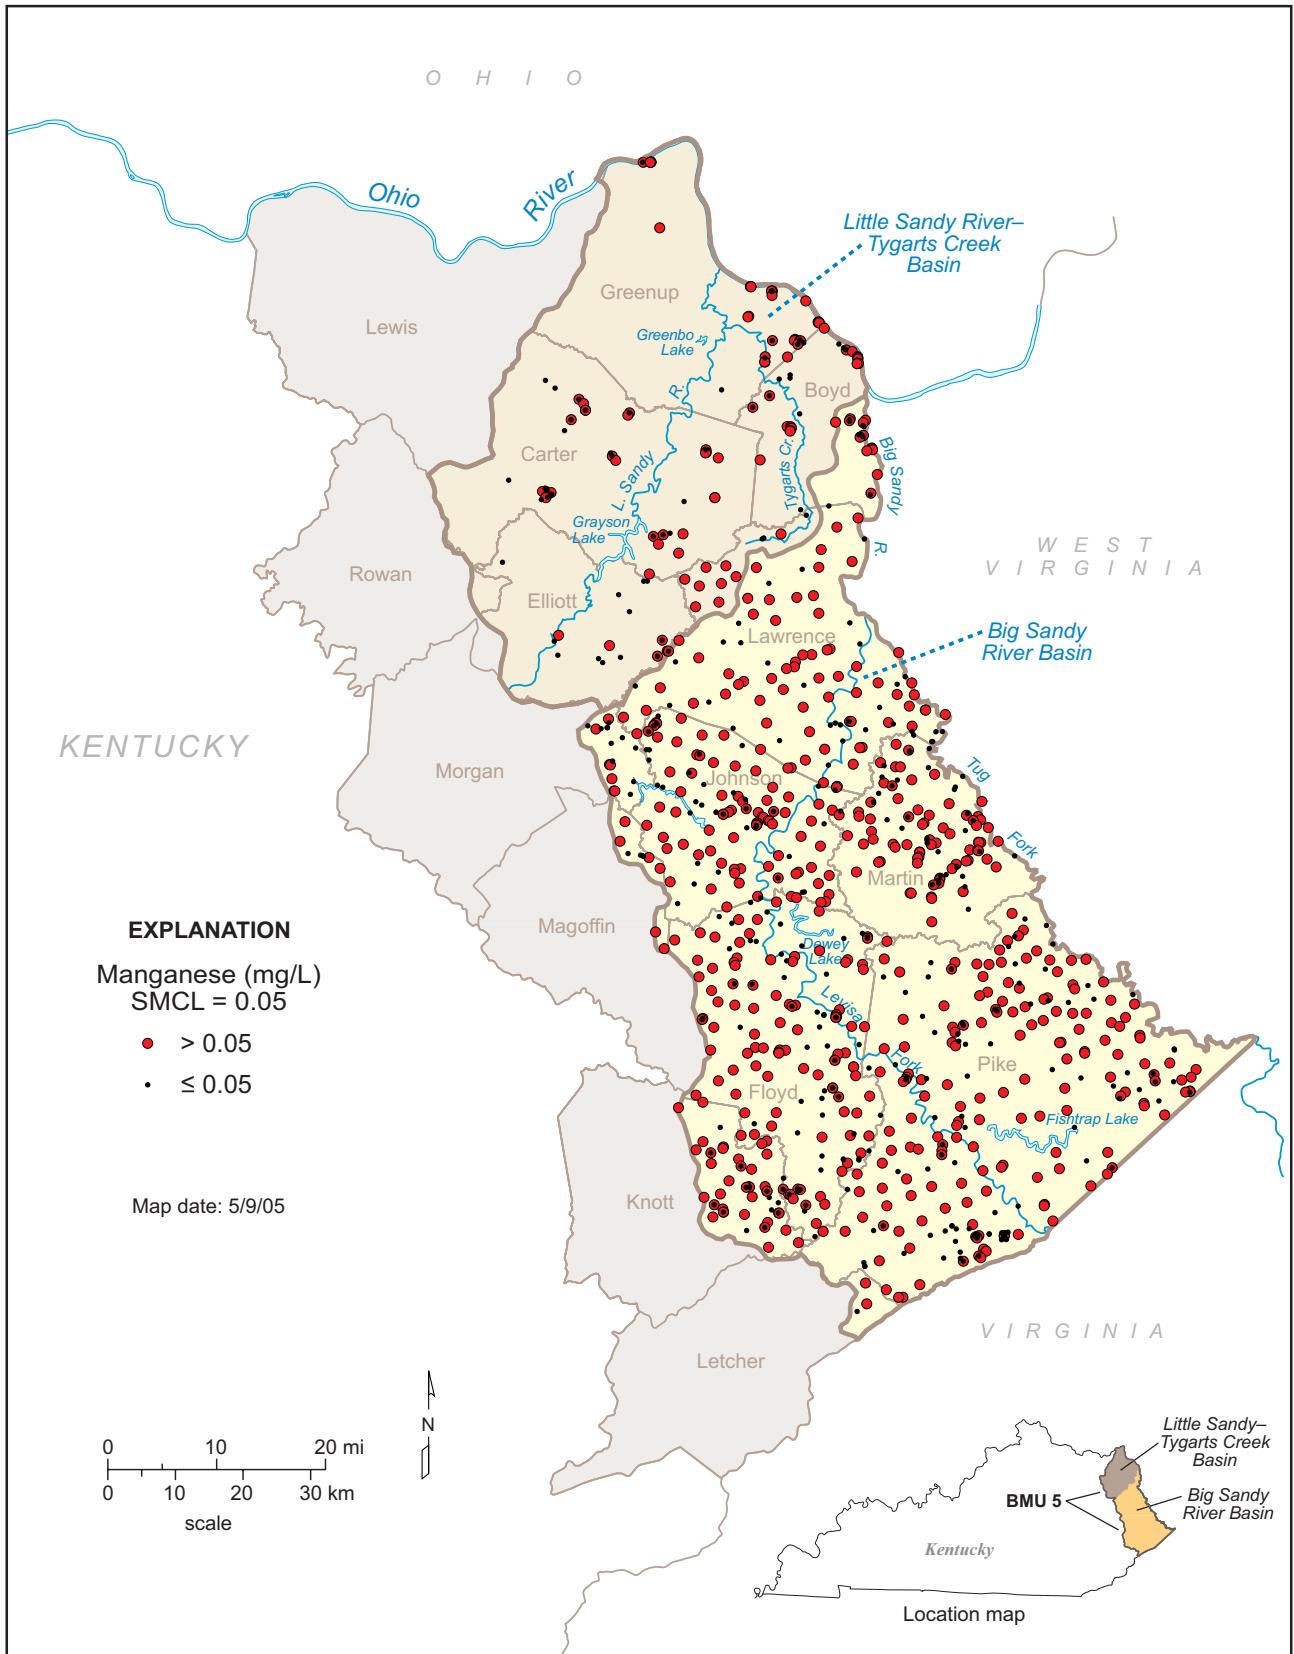 OHIO
Ohio
River
Little Sandy River–
Tygarts Creek
Basin
Greenup
Lewis
Greenbo
Lake
R.
Boyd
Carter
L. Sandy
Tygarts Cr.
Big Sandy
R.
Grayson
Lake
WEST
VIRGINIA
Rowan
Elliott
Lawrence
Big Sandy
River Basin
KENTUCKY
Morgan
Johnson
Tug
Fork
Martin
Magoffin
EXPLANATION
Manganese (mg/L)
SMCL = 0.05
> 0.05
≤ 0.05
Dewey
Lake
Levisa
Fork
Pike
Floyd
Fishtrap Lake
Map date: 5/9/05
Knott
VIRGINIA
Letcher
N
0 10 20 mi
0 10 20 30 km
scale
Little Sandy–
Tygarts Creek
Basin
BMU 5
Big Sandy
River Basin
Kentucky
Location map